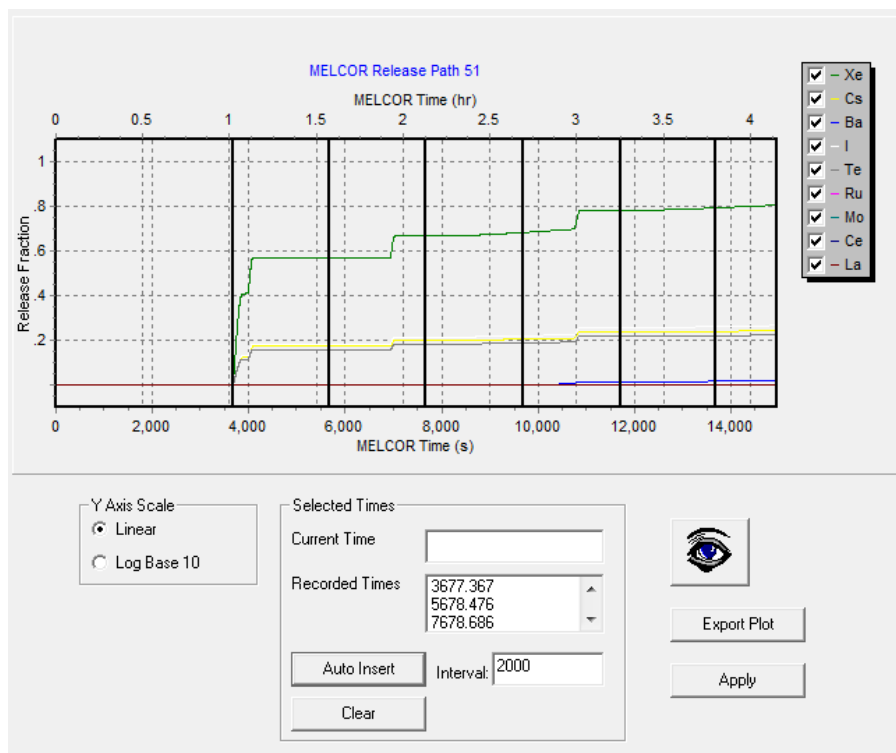 MELCOR Release Path 51
MELCOR Time (hr)
0 0.5 1 1.5 2 2.5 3 3.5 4
1
.8
.6
.4
.2
Release Fraction
0 2,000 4,000 6,000 8,000 10,000 12,000 14,000
MELCOR Time (s)
Xe
Cs
Ba
I
Te
Ru
Mo
Ce
La
Y Axis Scale
Linear
Log Base 10
Selected Times
Current Time
Recorded Times
3677.367
5678.476
7678.686
Auto Insert
Interval: 2000
Clear
Export Plot
Apply